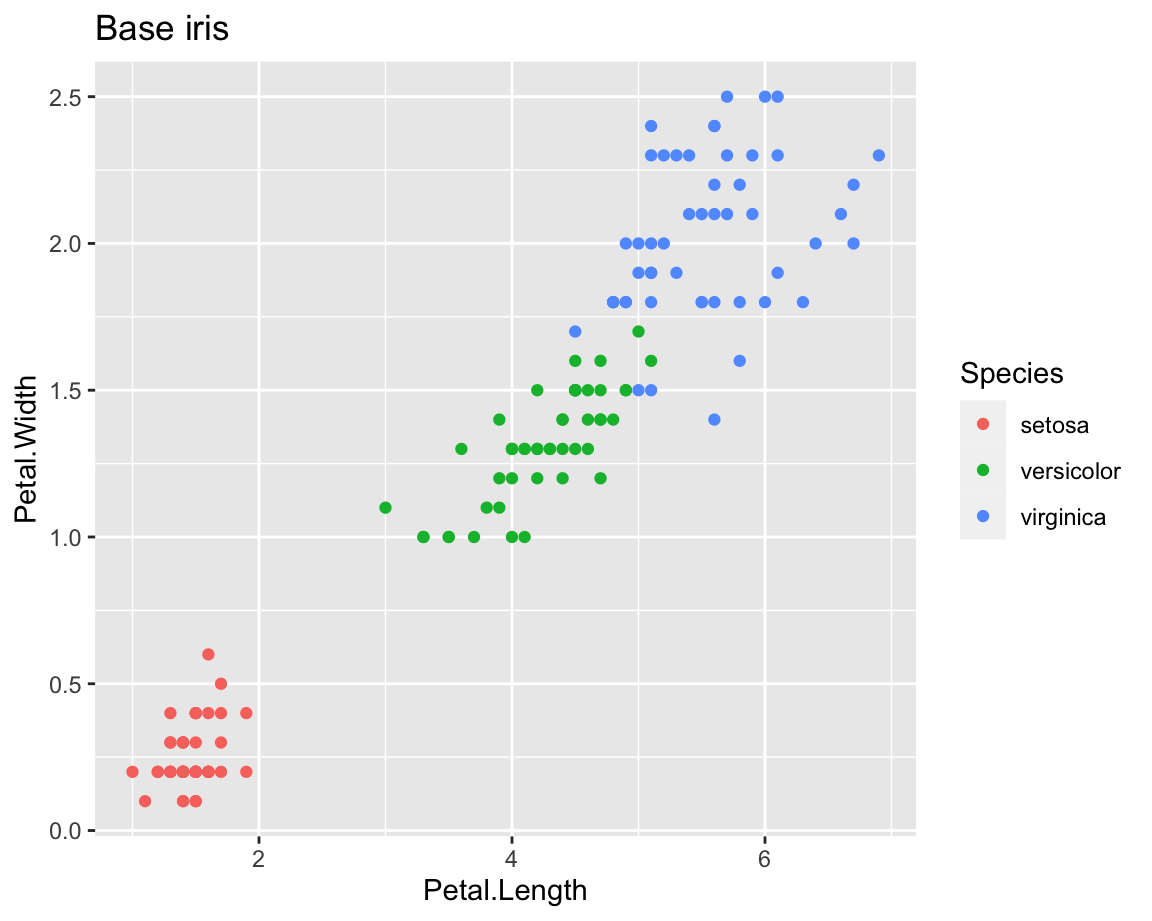 Base iris
2.5
2.0
1.5
1.0
0.5
0.0
Petal.Width
2 4 6
Petal.Length
Species
setosa
versicolor
virginica